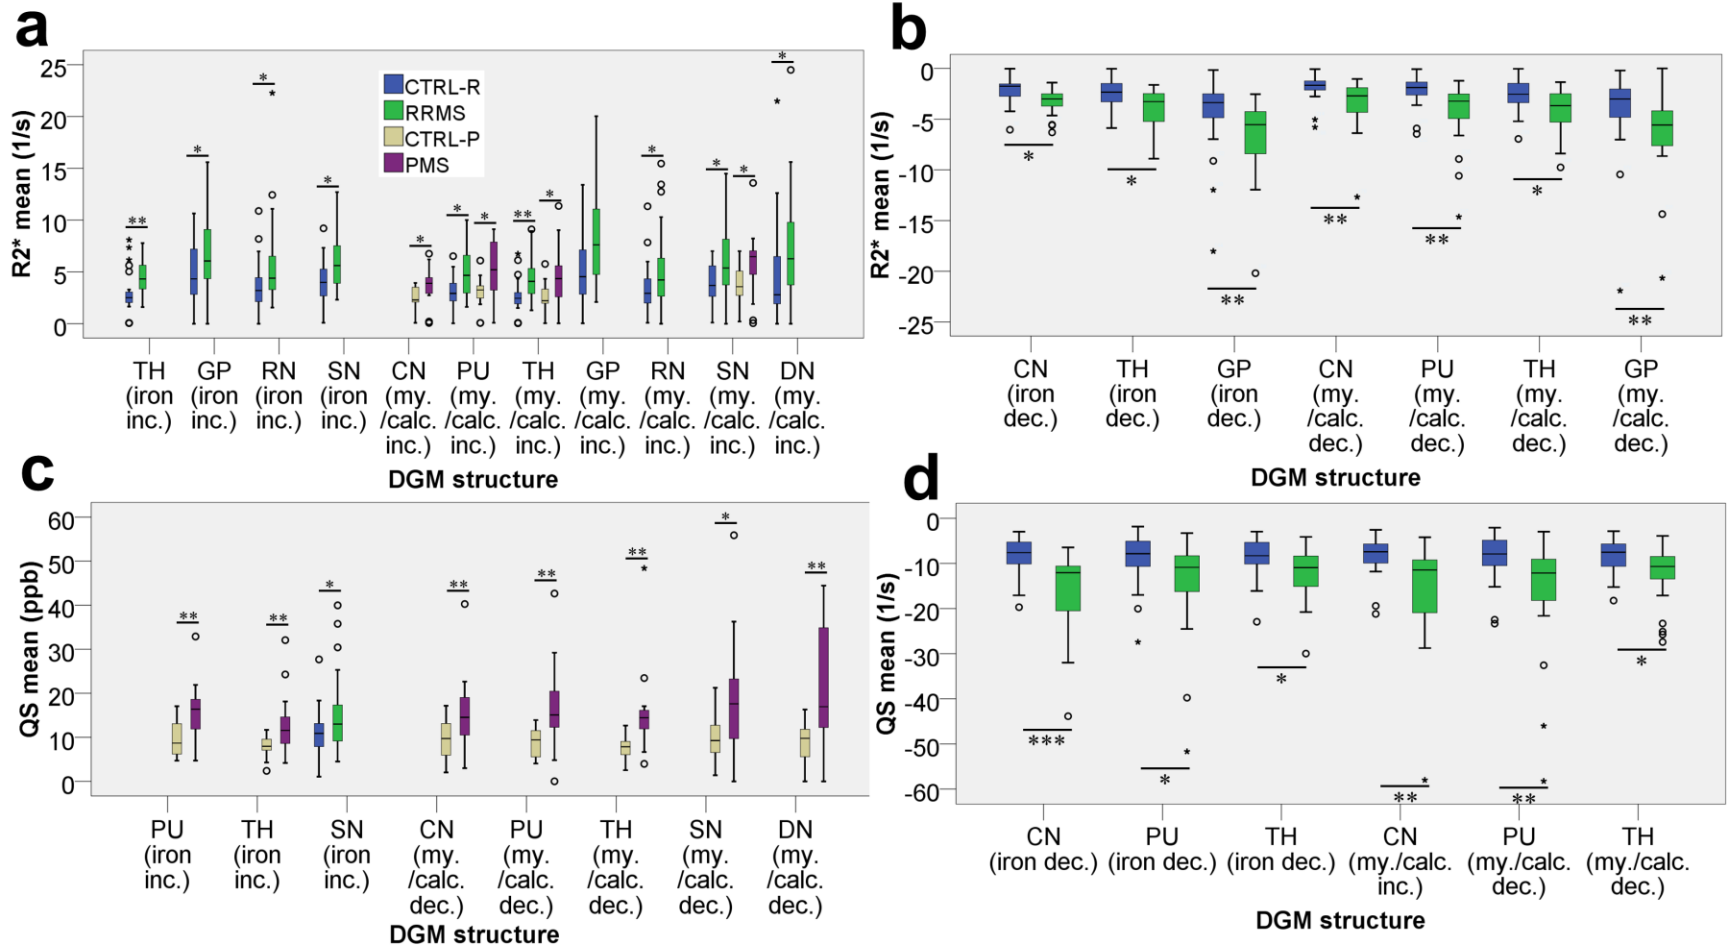 a
R2* mean (1/s)
25
20
15
10
5
0
CTRL-R
RRMS
CTRL-P
PMS
** * * * * * * ** * * * * *
TH GP RN SN CN PU TH GP RN SN DN
(iron (iron (iron (iron (my. (my. (my. (my. (my. (my. (my.
inc.) inc.) inc.) inc.) /calc. /calc. /calc. /calc. /calc. /calc. /calc.
inc.) inc.) inc.) inc.) inc.) inc.) inc.)
DGM structure
b
R2* mean (1/s)
0
-5
-10
-15
-20
-25
* * ** ** ** * **
CN TH GP CN PU TH GP
(iron (iron (iron (my. (my. (my. (my.
dec.) dec.) dec.) /calc. /calc. /calc. /calc.
dec.) dec.) dec.) dec.)
DGM structure
c
QS mean (ppb)
60
50
40
30
20
10
0
** ** * ** ** ** * **
PU TH SN CN PU TH SN DN
(iron (iron (iron (my. (my. (my. (my. (my.
inc.) inc.) inc.) /calc. /calc. /calc. /calc. /calc.
dec.) dec.) dec.) dec.) dec.)
DGM structure
d
QS mean (1/s)
0
-10
-20
-30
-40
-50
-60
*** * * ** ** *
CN PU TH CN PU TH
(iron dec.) (iron dec.) (iron dec.) (my./calc. (my./calc. (my./calc.
inc.) dec.) dec.)
DGM structure